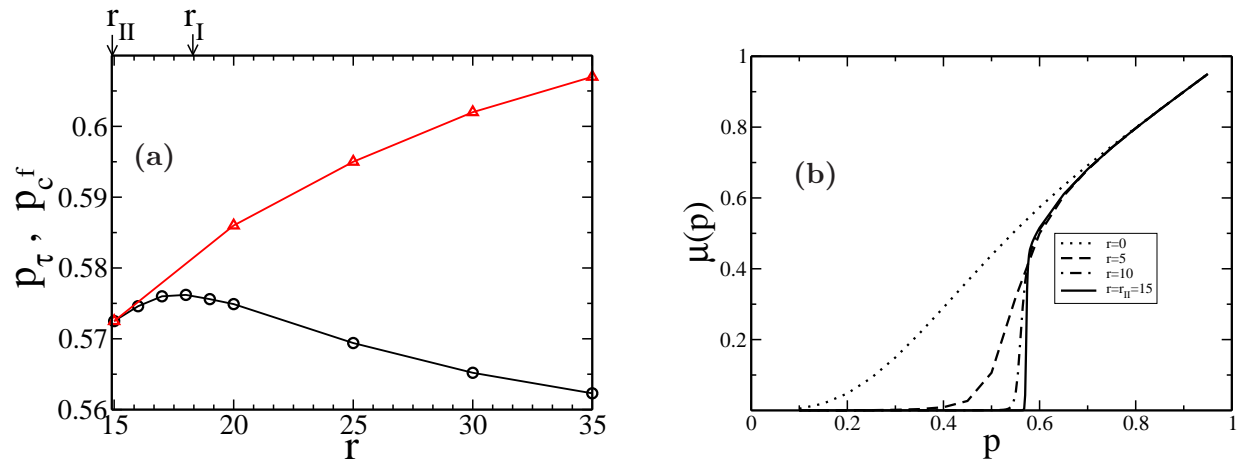 r_II r_I
0.6
0.59
0.58
0.57
0.56
p_τ , p_c^f
(a)
15 20 25 30 35
r
1
0.8
0.6
0.4
0.2
μ(p)
(b)
r=0
r=5
r=10
r=r_II=15
0 0.2 0.4 0.6 0.8 1
p